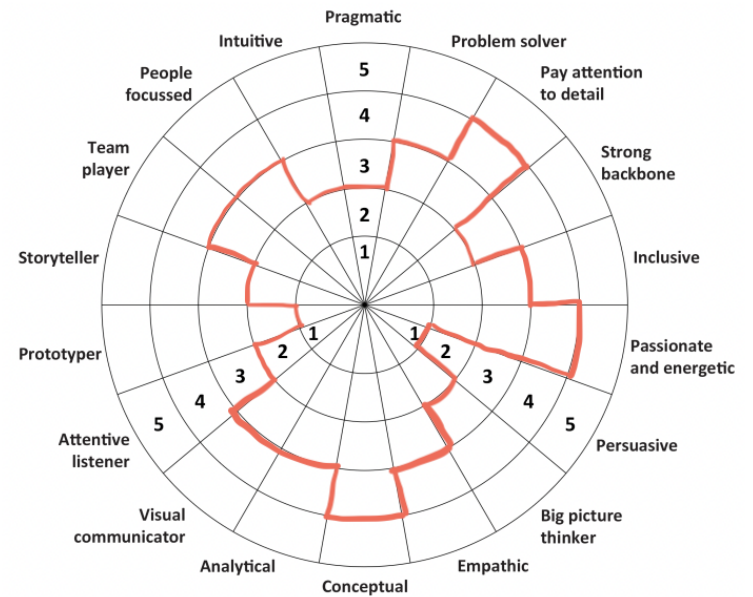 Pragmatic
Intuitive
Problem solver
People
focussed
Pay attention
to detail
5
4
Team
player
Strong
backbone
3
2
1
Storyteller
Inclusive
Prototyper
1
2
3
4
5
1
2
3
4
5
Passionate
and energetic
Attentive
listener
Persuasive
Visual
communicator
Big picture
thinker
Analytical
Empathic
Conceptual